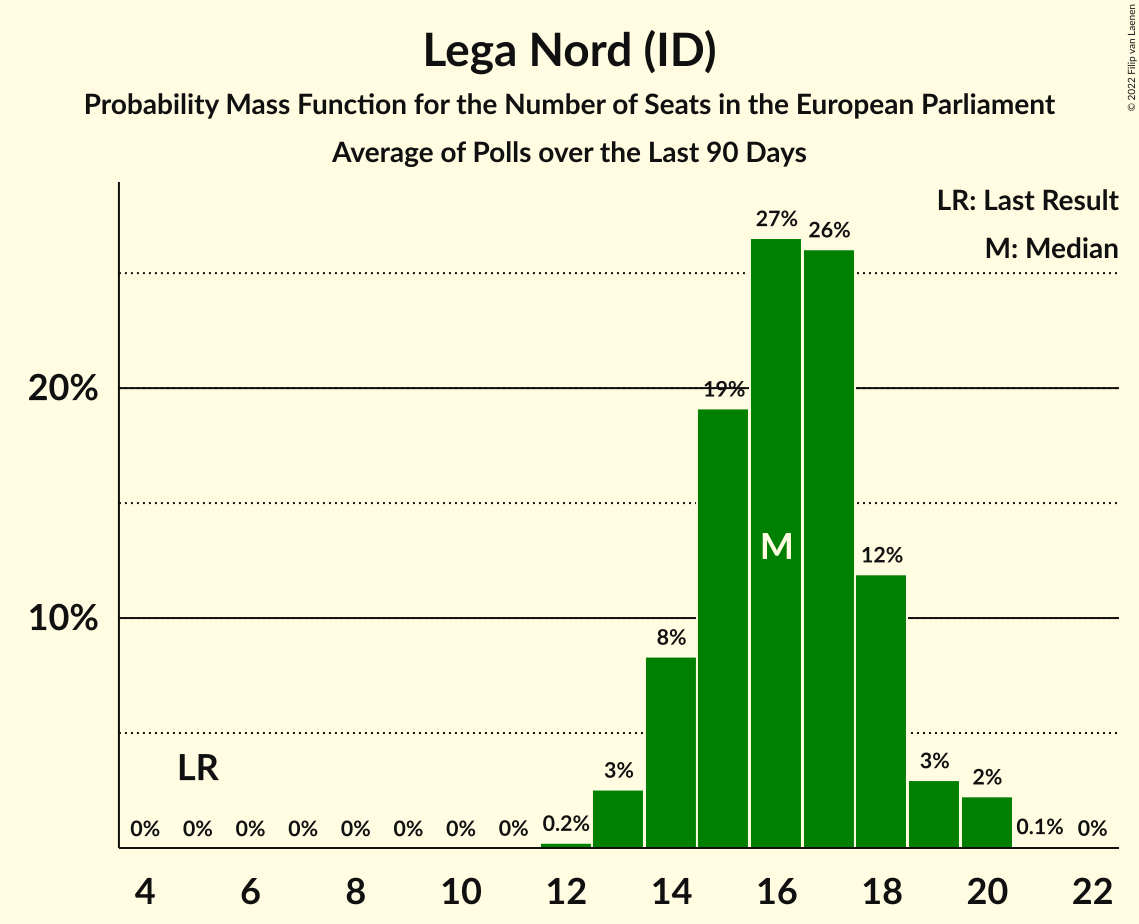 Lega Nord (ID)
Probability Mass Function for the Number of Seats in the European Parliament
Average of Polls over the Last 90 Days
© 2022 Filip van Laenen
LR: Last Result
M: Median
20%
10%
0% 0% 0% 0% 0% 0% 0% 0% 0.2% 3% 8% 19% 27% 26% 12% 3% 2% 0.1% 0%
LR
M
4 6 8 10 12 14 16 18 20 22